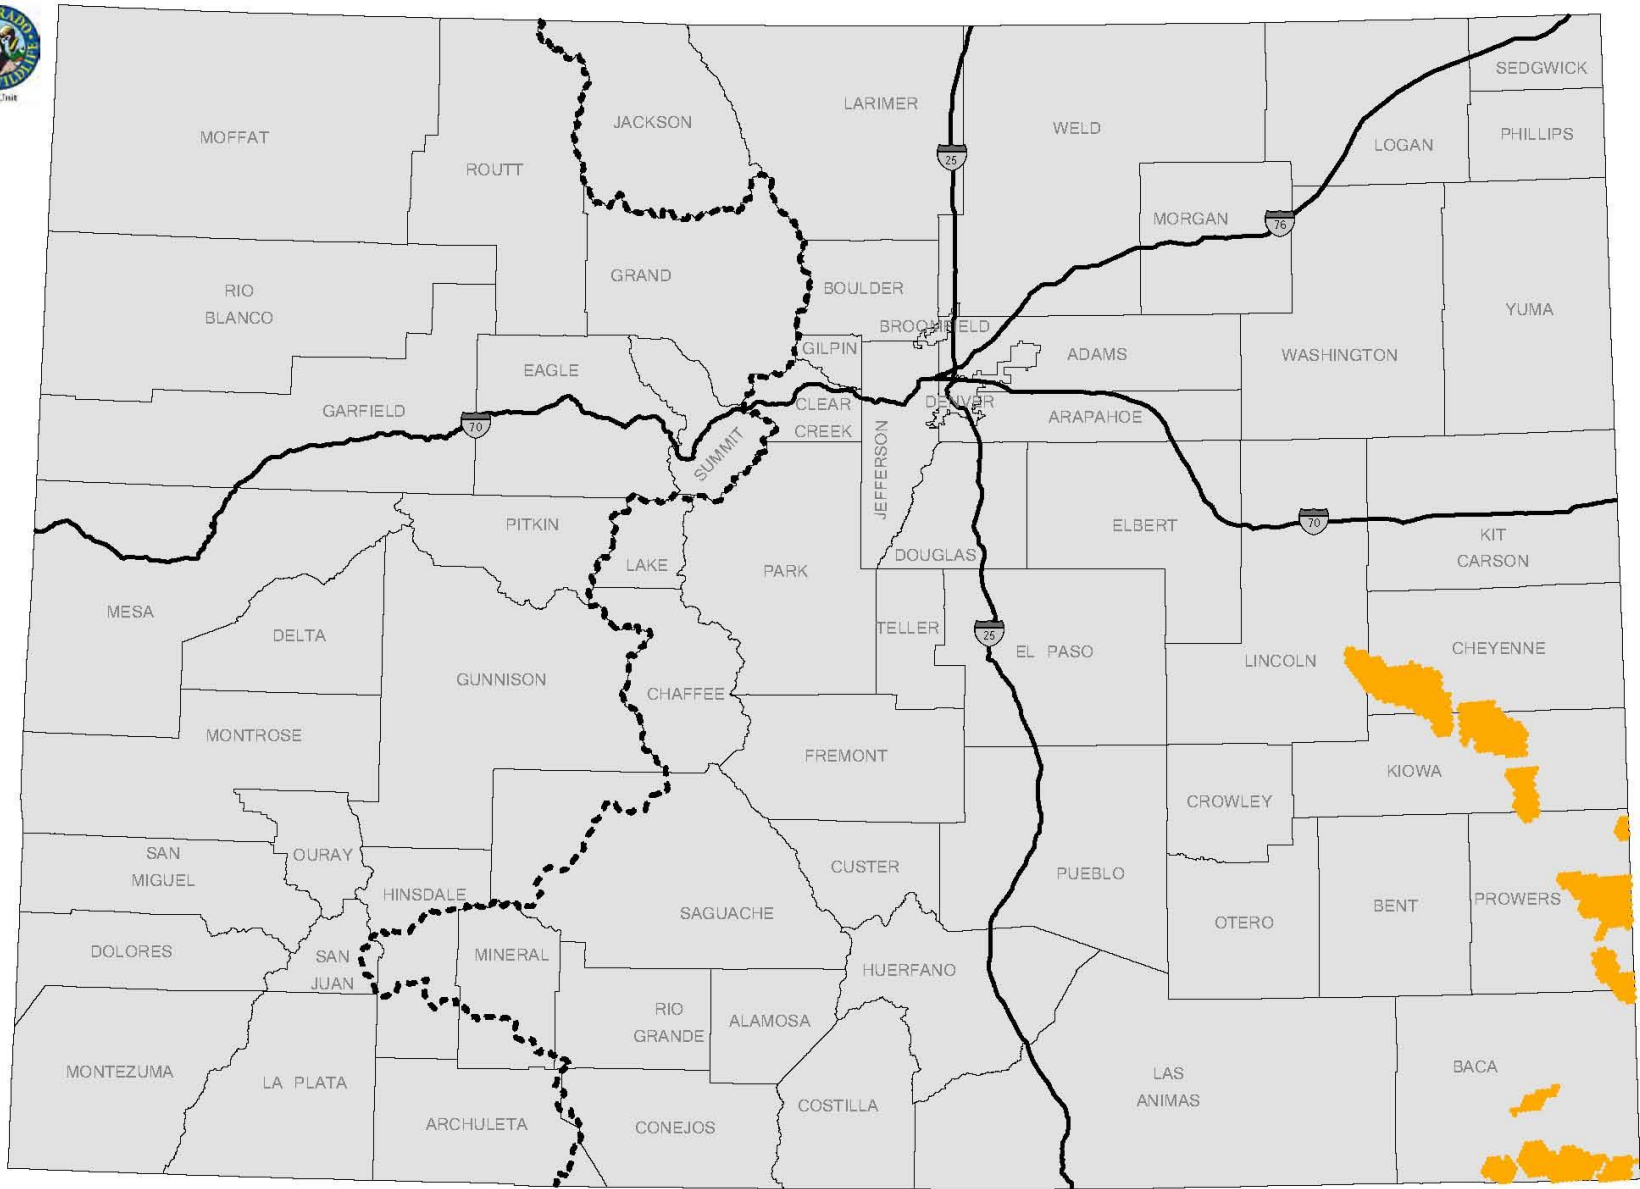 SEDGWICK
LARIMER
JACKSON
WELD
MOFFAT
LOGAN
PHILLIPS
ROUTT
25
MORGAN
76
GRAND
RIO
BLANCO
BOULDER
YUMA
BROOMFIELD
GILPIN
ADAMS
WASHINGTON
EAGLE
GARFIELD
70
CLEAR
CREEK
DENVER
ARAPAHOE
SUMMIT
JEFFERSON
PITKIN
ELBERT
70
KIT
CARSON
LAKE
PARK
DOUGLAS
MESA
DELTA
TELLER
25
EL PASO
LINCOLN
CHEYENNE
GUNNISON
CHAFFEE
MONTROSE
FREMONT
KIOWA
CROWLEY
SAN
MIGUEL
OURAY
HINSDALE
CUSTER
PUEBLO
SAGUACHE
OTERO
BENT
PROWERS
DOLORES
SAN
JUAN
MINERAL
HUERFANO
RIO
GRANDE
ALAMOSA
MONTEZUMA
LA PLATA
LAS
ANIMAS
BACA
ARCHULETA
CONEJOS
COSTILLA